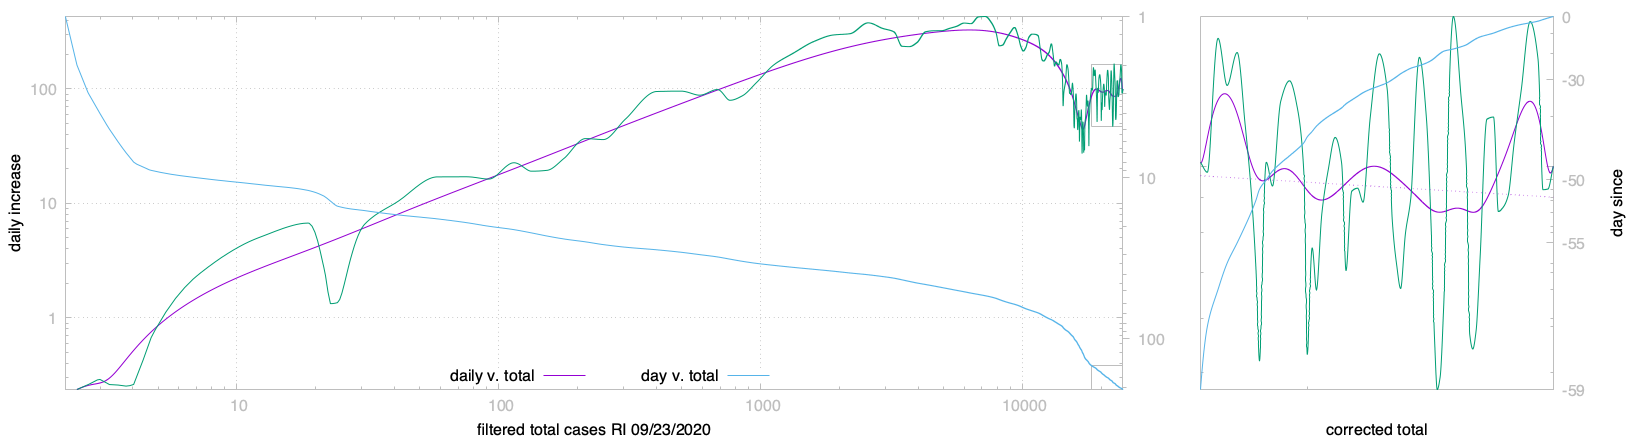 daily increase
100
10
1
1
10
100
daily v. total
day v. total
10
100
1000
10000
filtered total cases RI 09/23/2020
0
-30
-50
-55
-59
day since
corrected total